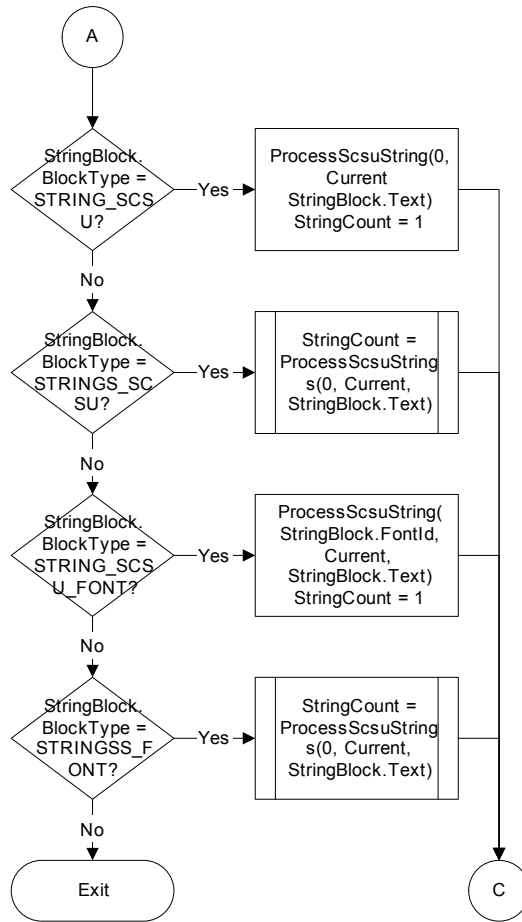 A
StringBlock.
BlockType =
STRING_SCS
U?
Yes
ProcessScsuString(0,
Current
StringBlock.Text)
StringCount = 1
No
StringBlock.
BlockType =
STRINGS_SC
SU?
Yes
StringCount =
ProcessScsuString
s(0, Current,
StringBlock.Text)
No
StringBlock.
BlockType =
STRING_SCS
U_FONT?
Yes
ProcessScsuString(
StringBlock.FontId,
Current,
StringBlock.Text)
StringCount = 1
No
StringBlock.
BlockType =
STRINGSS_F
ONT?
Yes
StringCount =
ProcessScsuString
s(0, Current,
StringBlock.Text)
No
Exit
C